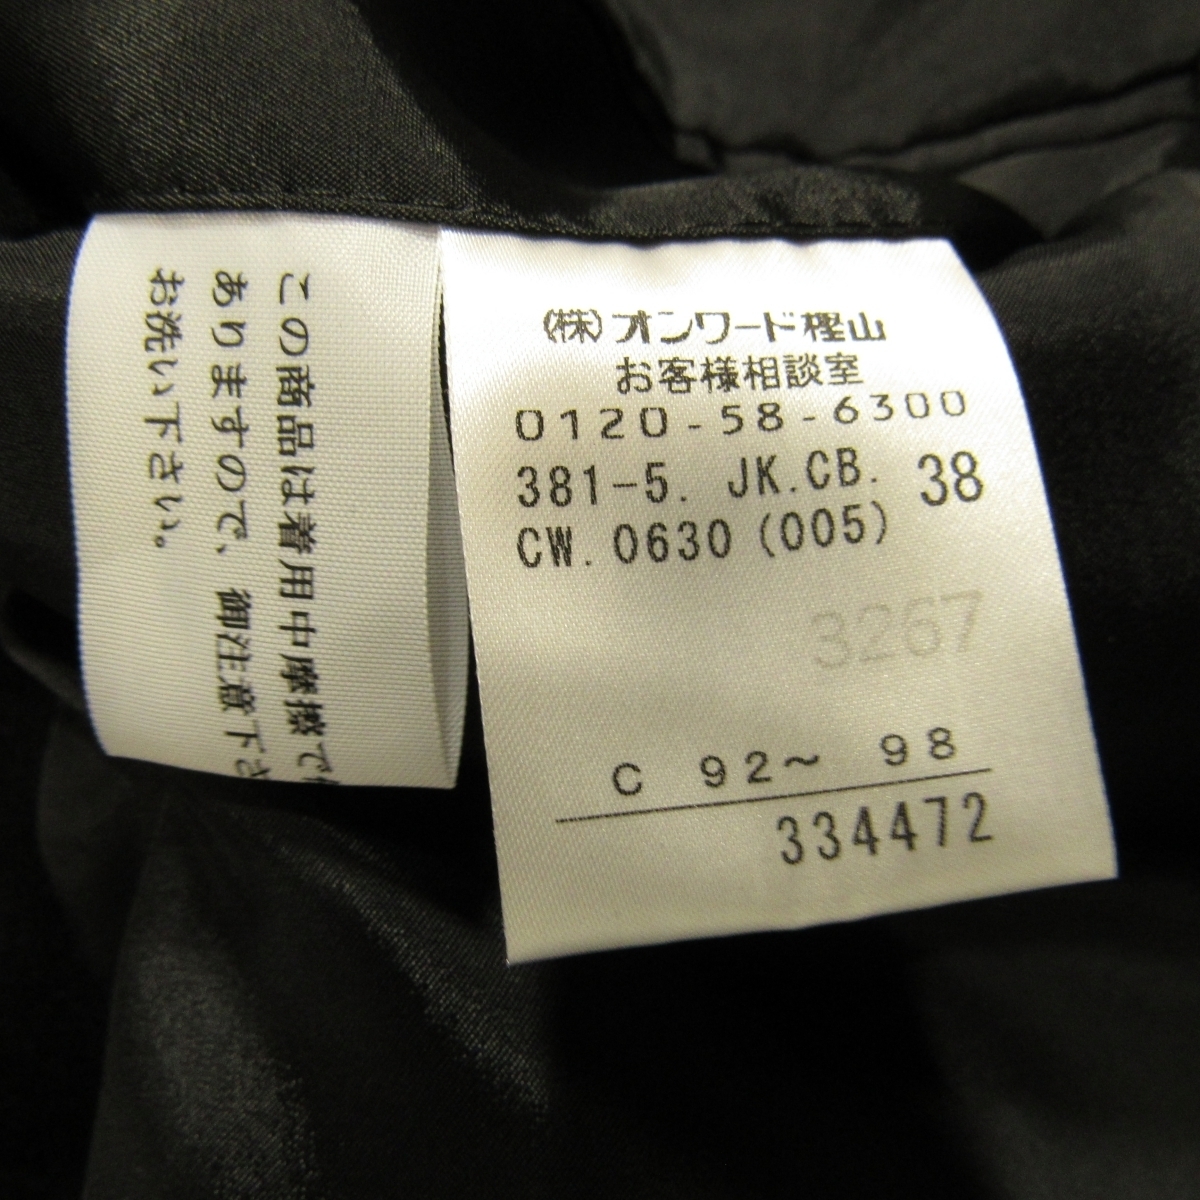 この商品は着用中摩擦で
ありますので、御注意下さ
お洗い下さい。
(株)オンワード樫山
お客様相談室
0120-58-6300
381-5. JK.CB. 38
CW.0630(005)
3267
C 92～ 98
334472